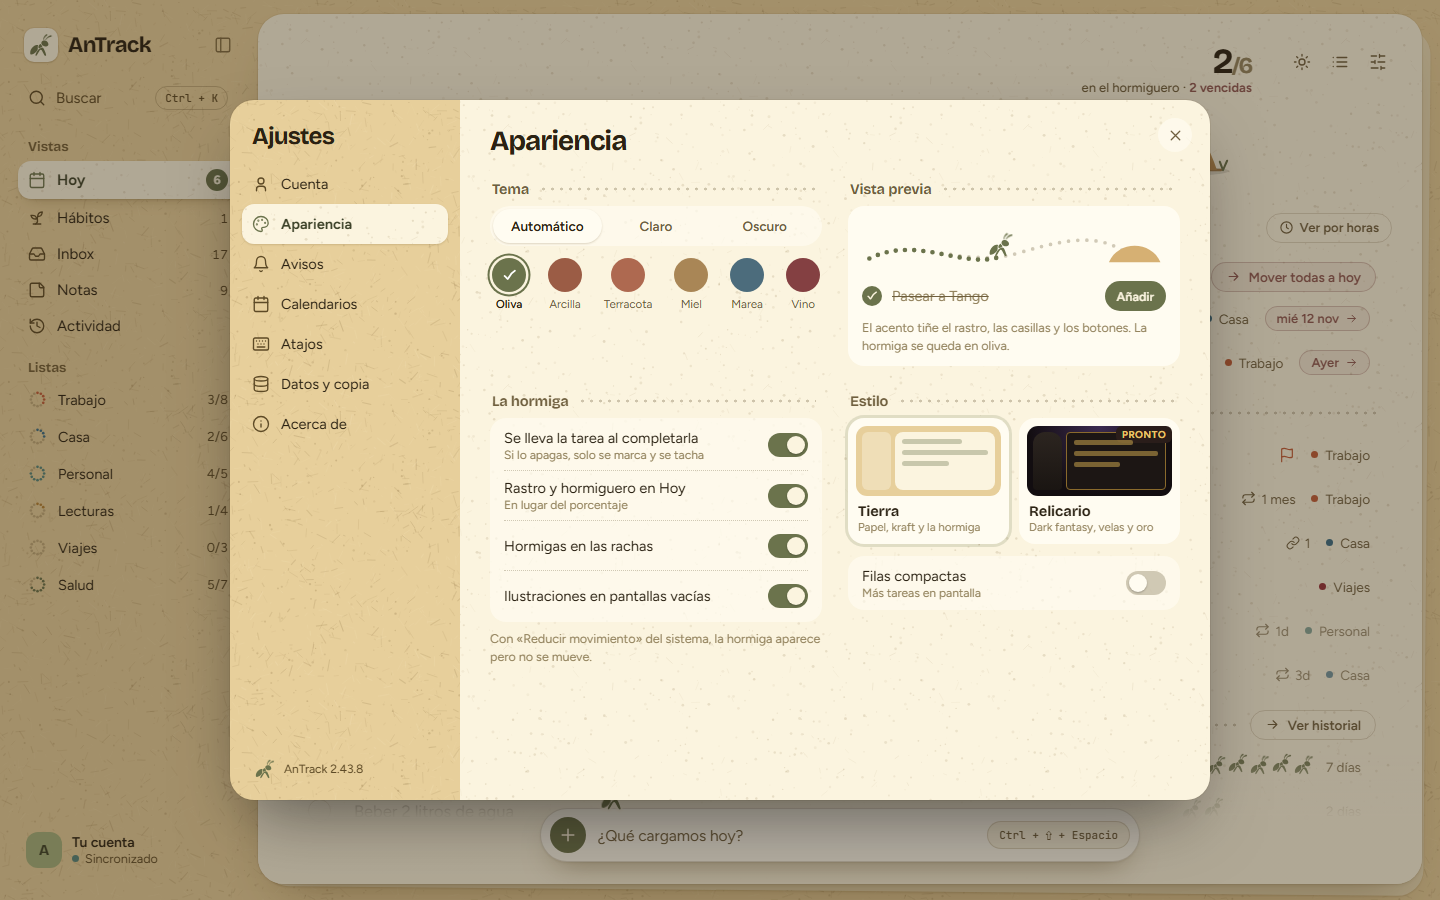 AnTrack
Buscar
Ctrl + K
Vistas
Hoy
6
Hábitos
1
Inbox
17
Notas
9
Actividad
Listas
Trabajo
3/8
Casa
2/6
Personal
4/5
Lecturas
1/4
Viajes
0/3
Salud
5/7
A
Tu cuenta
Sincronizado
2/6
en el hormiguero · 2 vencidas
Ver por horas
Mover todas a hoy
Casa
mié 12 nov
Trabajo
Ayer
Trabajo
1 mes
Trabajo
1
Casa
Viajes
1d
Personal
3d
Casa
Ver historial
7 días
2 días
Beber 2 litros de agua
¿Qué cargamos hoy?
Ctrl + ⇧ + Espacio
Ajustes
Cuenta
Apariencia
Avisos
Calendarios
Atajos
Datos y copia
Acerca de
AnTrack 2.43.8
Apariencia
Tema
Automático
Claro
Oscuro
Oliva
Arcilla
Terracota
Miel
Marea
Vino
Vista previa
Pasear a Tango
Añadir
El acento tiñe el rastro, las casillas y los botones. La
hormiga se queda en oliva.
La hormiga
Se lleva la tarea al completarla
Si lo apagas, solo se marca y se tacha
Rastro y hormiguero en Hoy
En lugar del porcentaje
Hormigas en las rachas
Ilustraciones en pantallas vacías
Con «Reducir movimiento» del sistema, la hormiga aparece
pero no se mueve.
Estilo
Tierra
Papel, kraft y la hormiga
PRONTO
Relicario
Dark fantasy, velas y oro
Filas compactas
Más tareas en pantalla